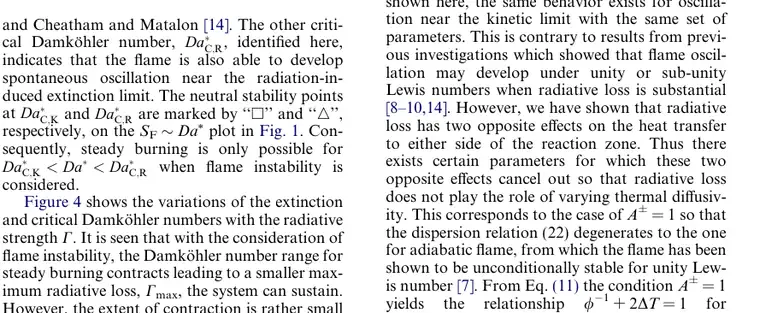 and Cheatham and Matalon [14]. The other criti-
cal Damköhler number, Da*C,R, identified here,
indicates that the flame is also able to develop
spontaneous oscillation near the radiation-in-
duced extinction limit. The neutral stability points
at Da*C,K and Da*C,R are marked by “□” and “△”,
respectively, on the SF ~ Da* plot in Fig. 1. Con-
sequently, steady burning is only possible for
Da*C,K < Da* < Da*C,R when flame instability is
considered.
Figure 4 shows the variations of the extinction
and critical Damköhler numbers with the radiative
strength Γ. It is seen that with the consideration of
flame instability, the Damköhler number range for
steady burning contracts leading to a smaller max-
imum radiative loss, Γmax, the system can sustain.
However, the extent of contraction is rather small
shown here, the same behavior exists for oscilla-
tion near the kinetic limit with the same set of
parameters. This is contrary to results from previ-
ous investigations which showed that flame oscil-
lation may develop under unity or sub-unity
Lewis numbers when radiative loss is substantial
[8–10,14]. However, we have shown that radiative
loss has two opposite effects on the heat transfer
to either side of the reaction zone. Thus there
exists certain parameters for which these two
opposite effects cancel out so that radiative loss
does not play the role of varying thermal diffusiv-
ity. This corresponds to the case of A± = 1 so that
the dispersion relation (22) degenerates to the one
for adiabatic flame, from which the flame has been
shown to be unconditionally stable for unity Lew-
is number [7]. From Eq. (11) the condition A± = 1
yields the relationship ϕ−1 + 2ΔT = 1 for